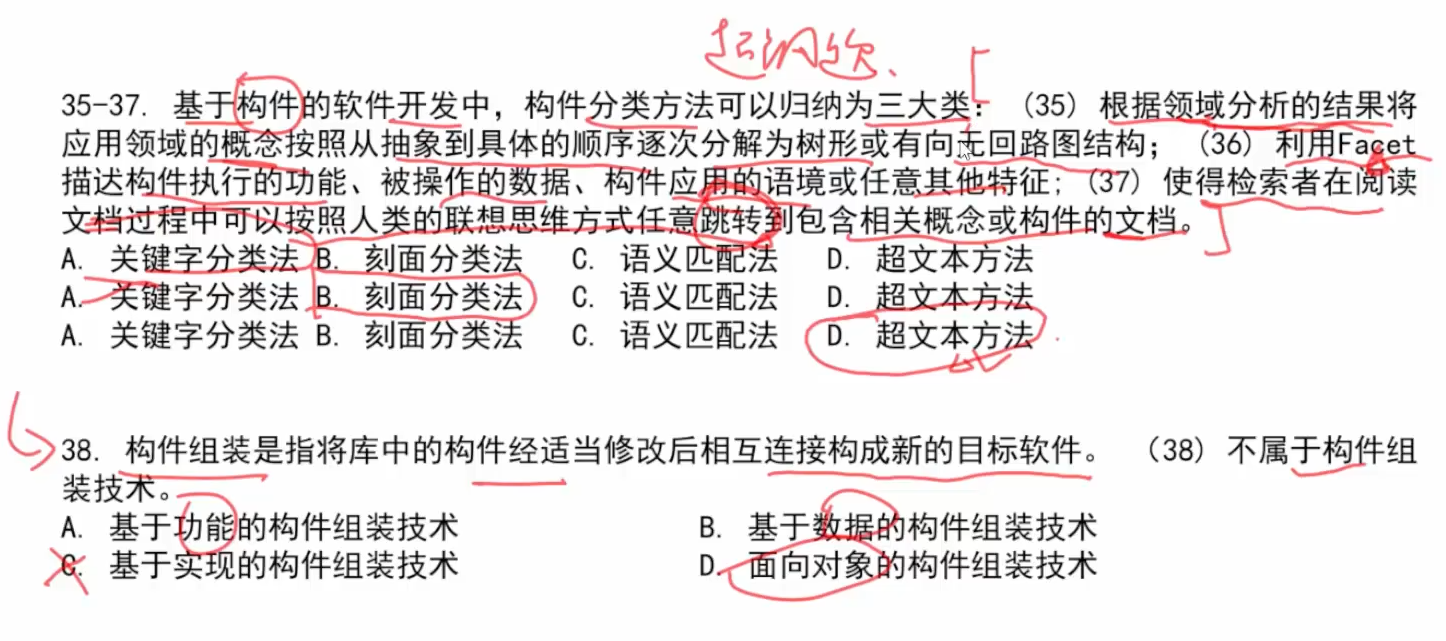 超纲题、
35-37. 基于构件的软件开发中，构件分类方法可以归纳为三大类：（35）根据领域分析的结果将
应用领域的概念按照从抽象到具体的顺序逐次分解为树形或有向无回路图结构；（36）利用Facet
描述构件执行的功能、被操作的数据、构件应用的语境或任意其他特征；（37）使得检索者在阅读
文档过程中可以按照人类的联想思维方式任意跳转到包含相关概念或构件的文档。
A. 关键字分类法 B. 刻面分类法 C. 语义匹配法 D. 超文本方法
A. 关键字分类法 B. 刻面分类法 C. 语义匹配法 D. 超文本方法
A. 关键字分类法 B. 刻面分类法 C. 语义匹配法 D. 超文本方法
38. 构件组装是指将库中的构件经适当修改后相互连接构成新的目标软件。（38）不属于构件组
装技术。
A. 基于功能的构件组装技术 B. 基于数据的构件组装技术
C. 基于实现的构件组装技术 D. 面向对象的构件组装技术